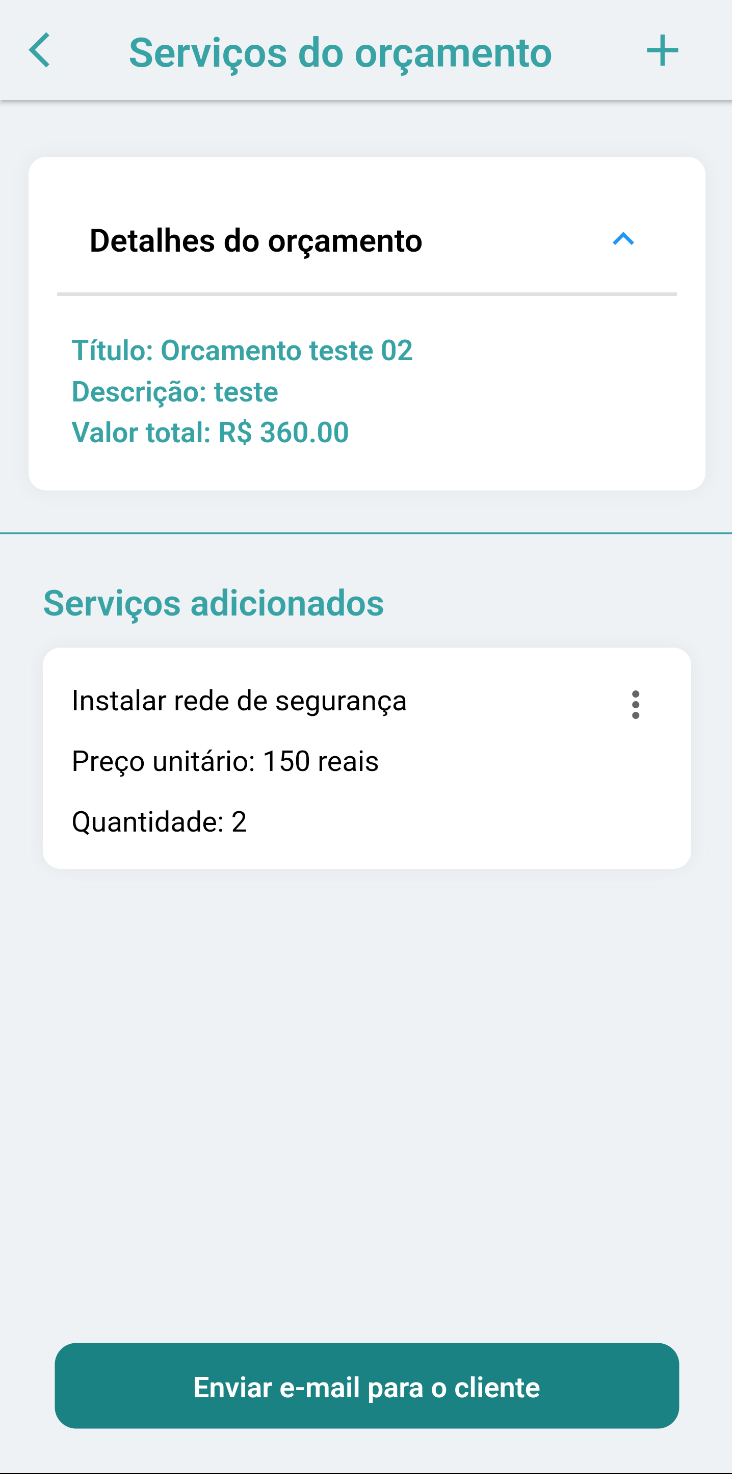 Serviços do orçamento
Detalhes do orçamento
Título: Orcamento teste 02
Descrição: teste
Valor total: R$ 360.00
Serviços adicionados
Instalar rede de segurança
Preço unitário: 150 reais
Quantidade: 2
Enviar e-mail para o cliente